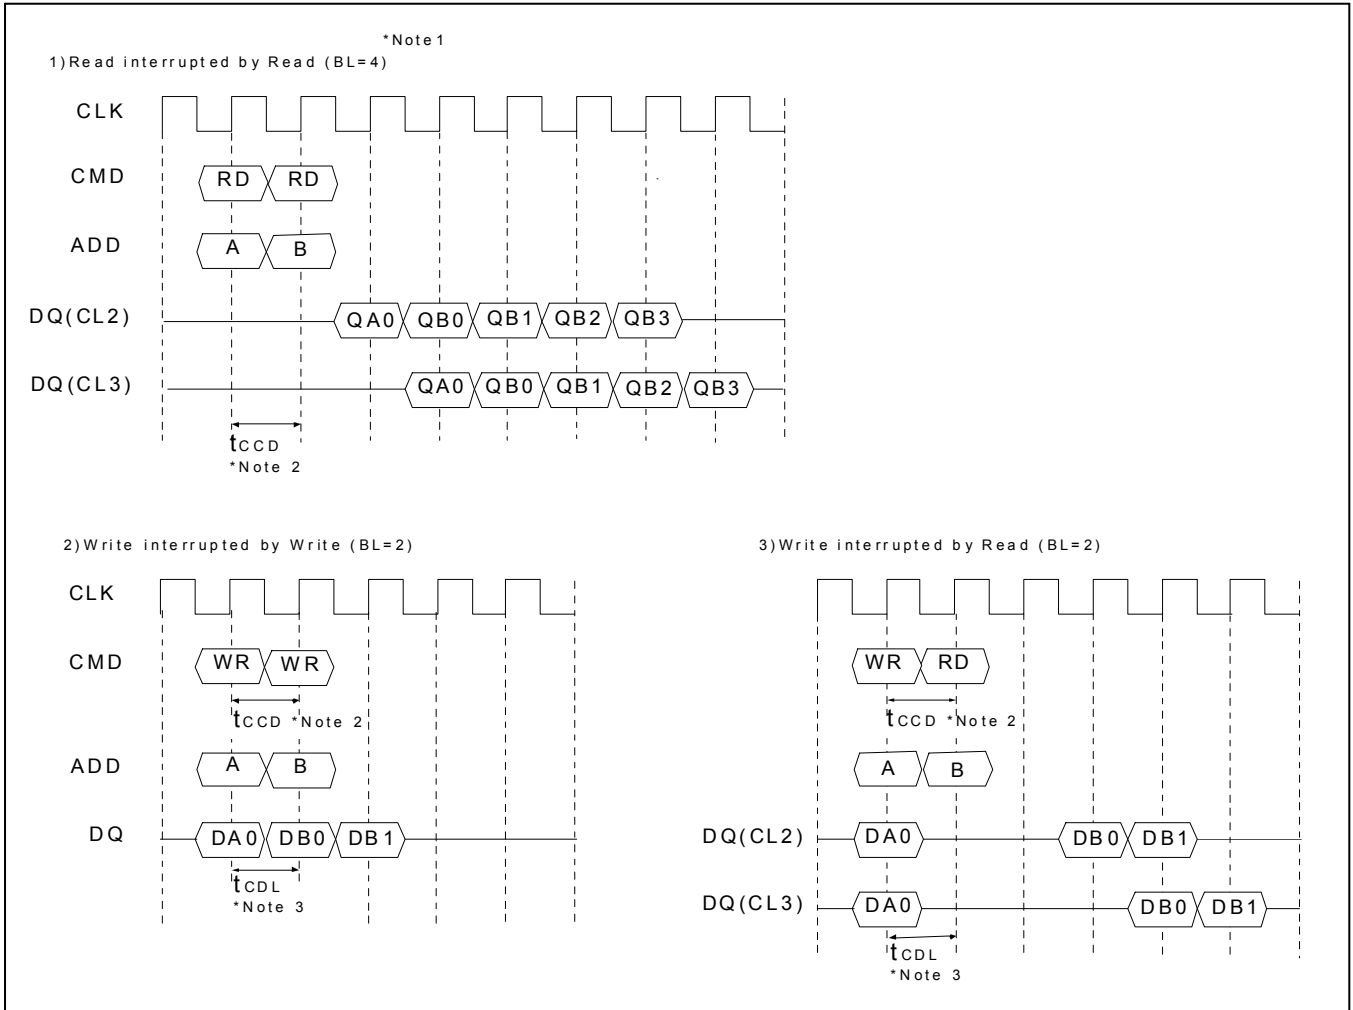 *Note1
1)Read interrupted by Read (BL=4)
CLK
CMD RD RD
ADD A B
DQ(CL2) QA0 QB0 QB1 QB2 QB3
DQ(CL3) QA0 QB0 QB1 QB2 QB3
tCCD
*Note 2
2)Write interrupted by Write (BL=2)
CLK
CMD WR WR
tCCD *Note 2
ADD A B
DQ DA0 DB0 DB1
tCDL
*Note 3
3)Write interrupted by Read (BL=2)
WR RD
tCCD *Note 2
A B
DQ(CL2) DA0 DB0 DB1
DQ(CL3) DA0 DB0 DB1
tCDL
*Note 3